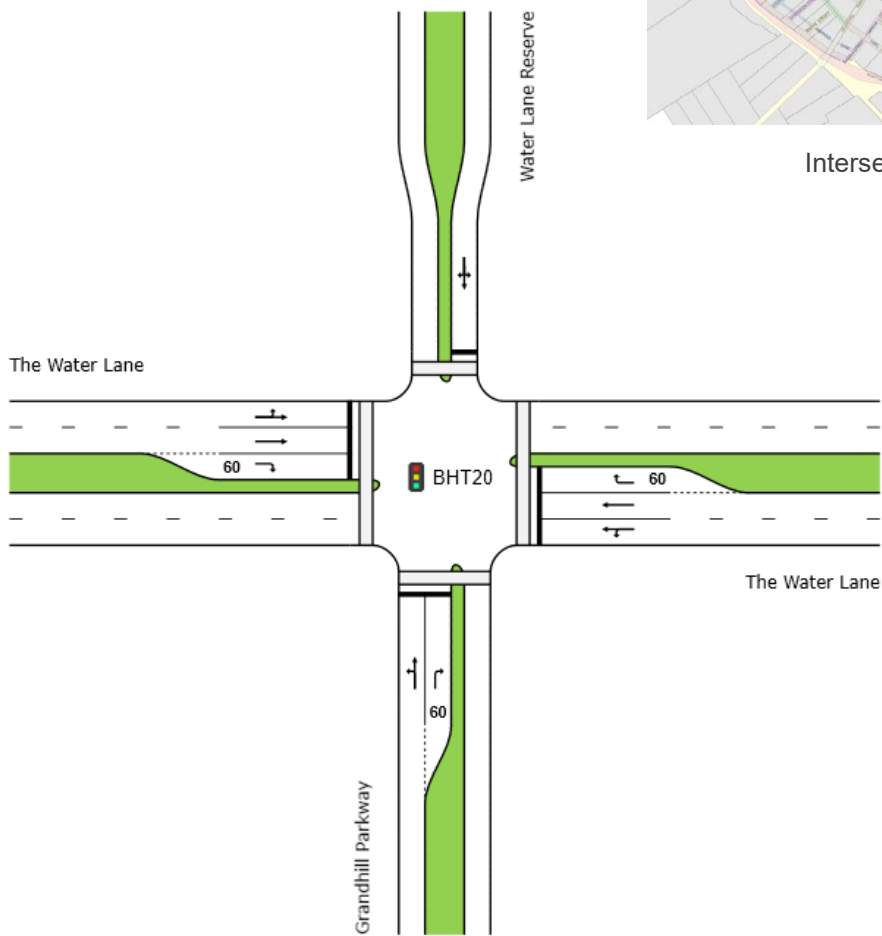 Water Lane Reserve
Interse
The Water Lane
60
BHT20
60
The Water Lane
60
Grandhill Parkway